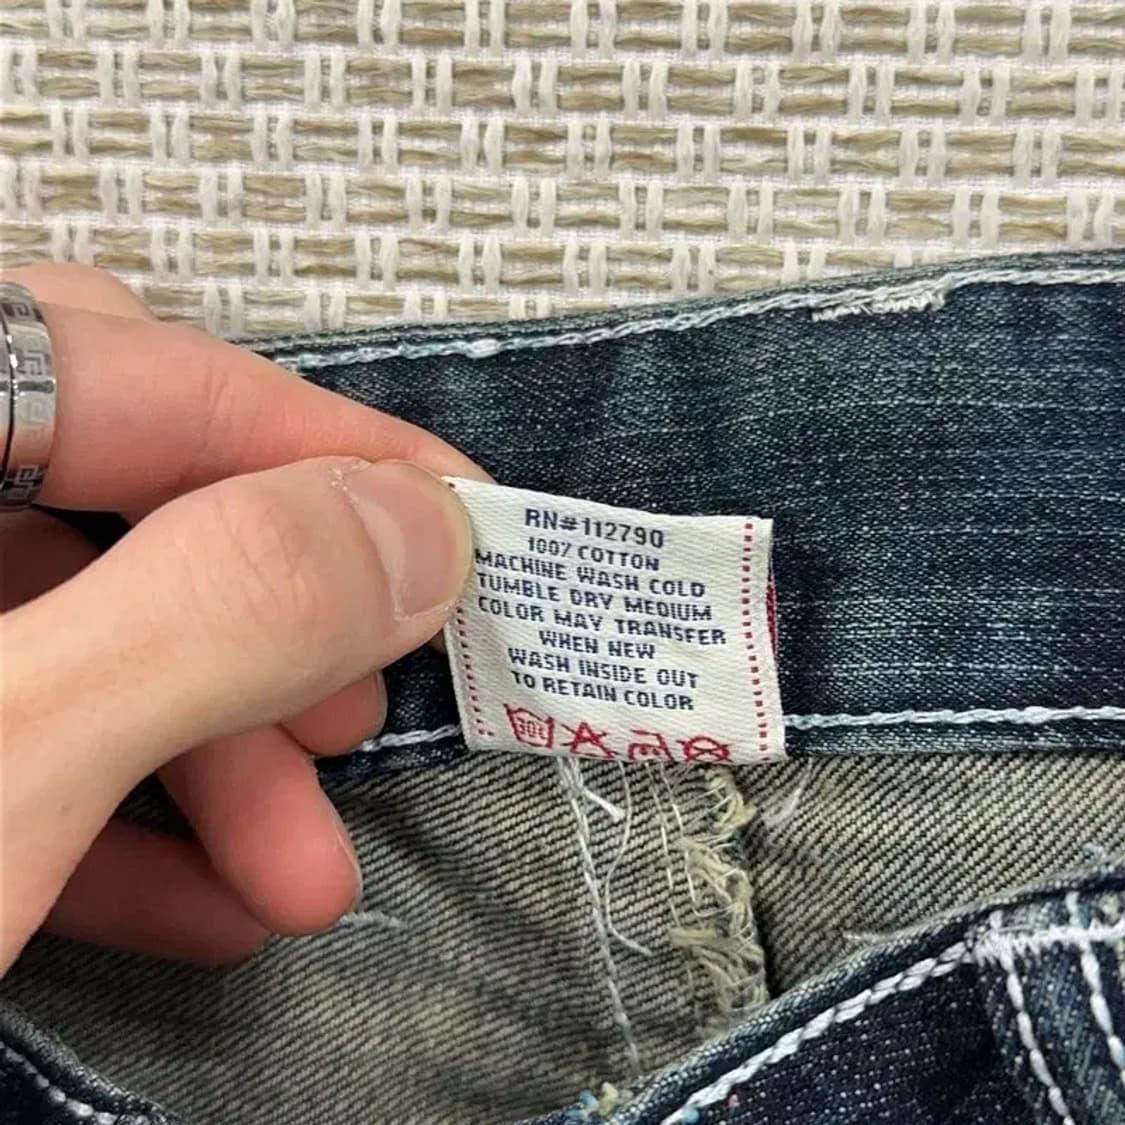 RN#112790
100% COTTON
MACHINE WASH COLD
TUMBLE DRY MEDIUM
COLOR MAY TRANSFER
WHEN NEW
WASH INSIDE OUT
TO RETAIN COLOR